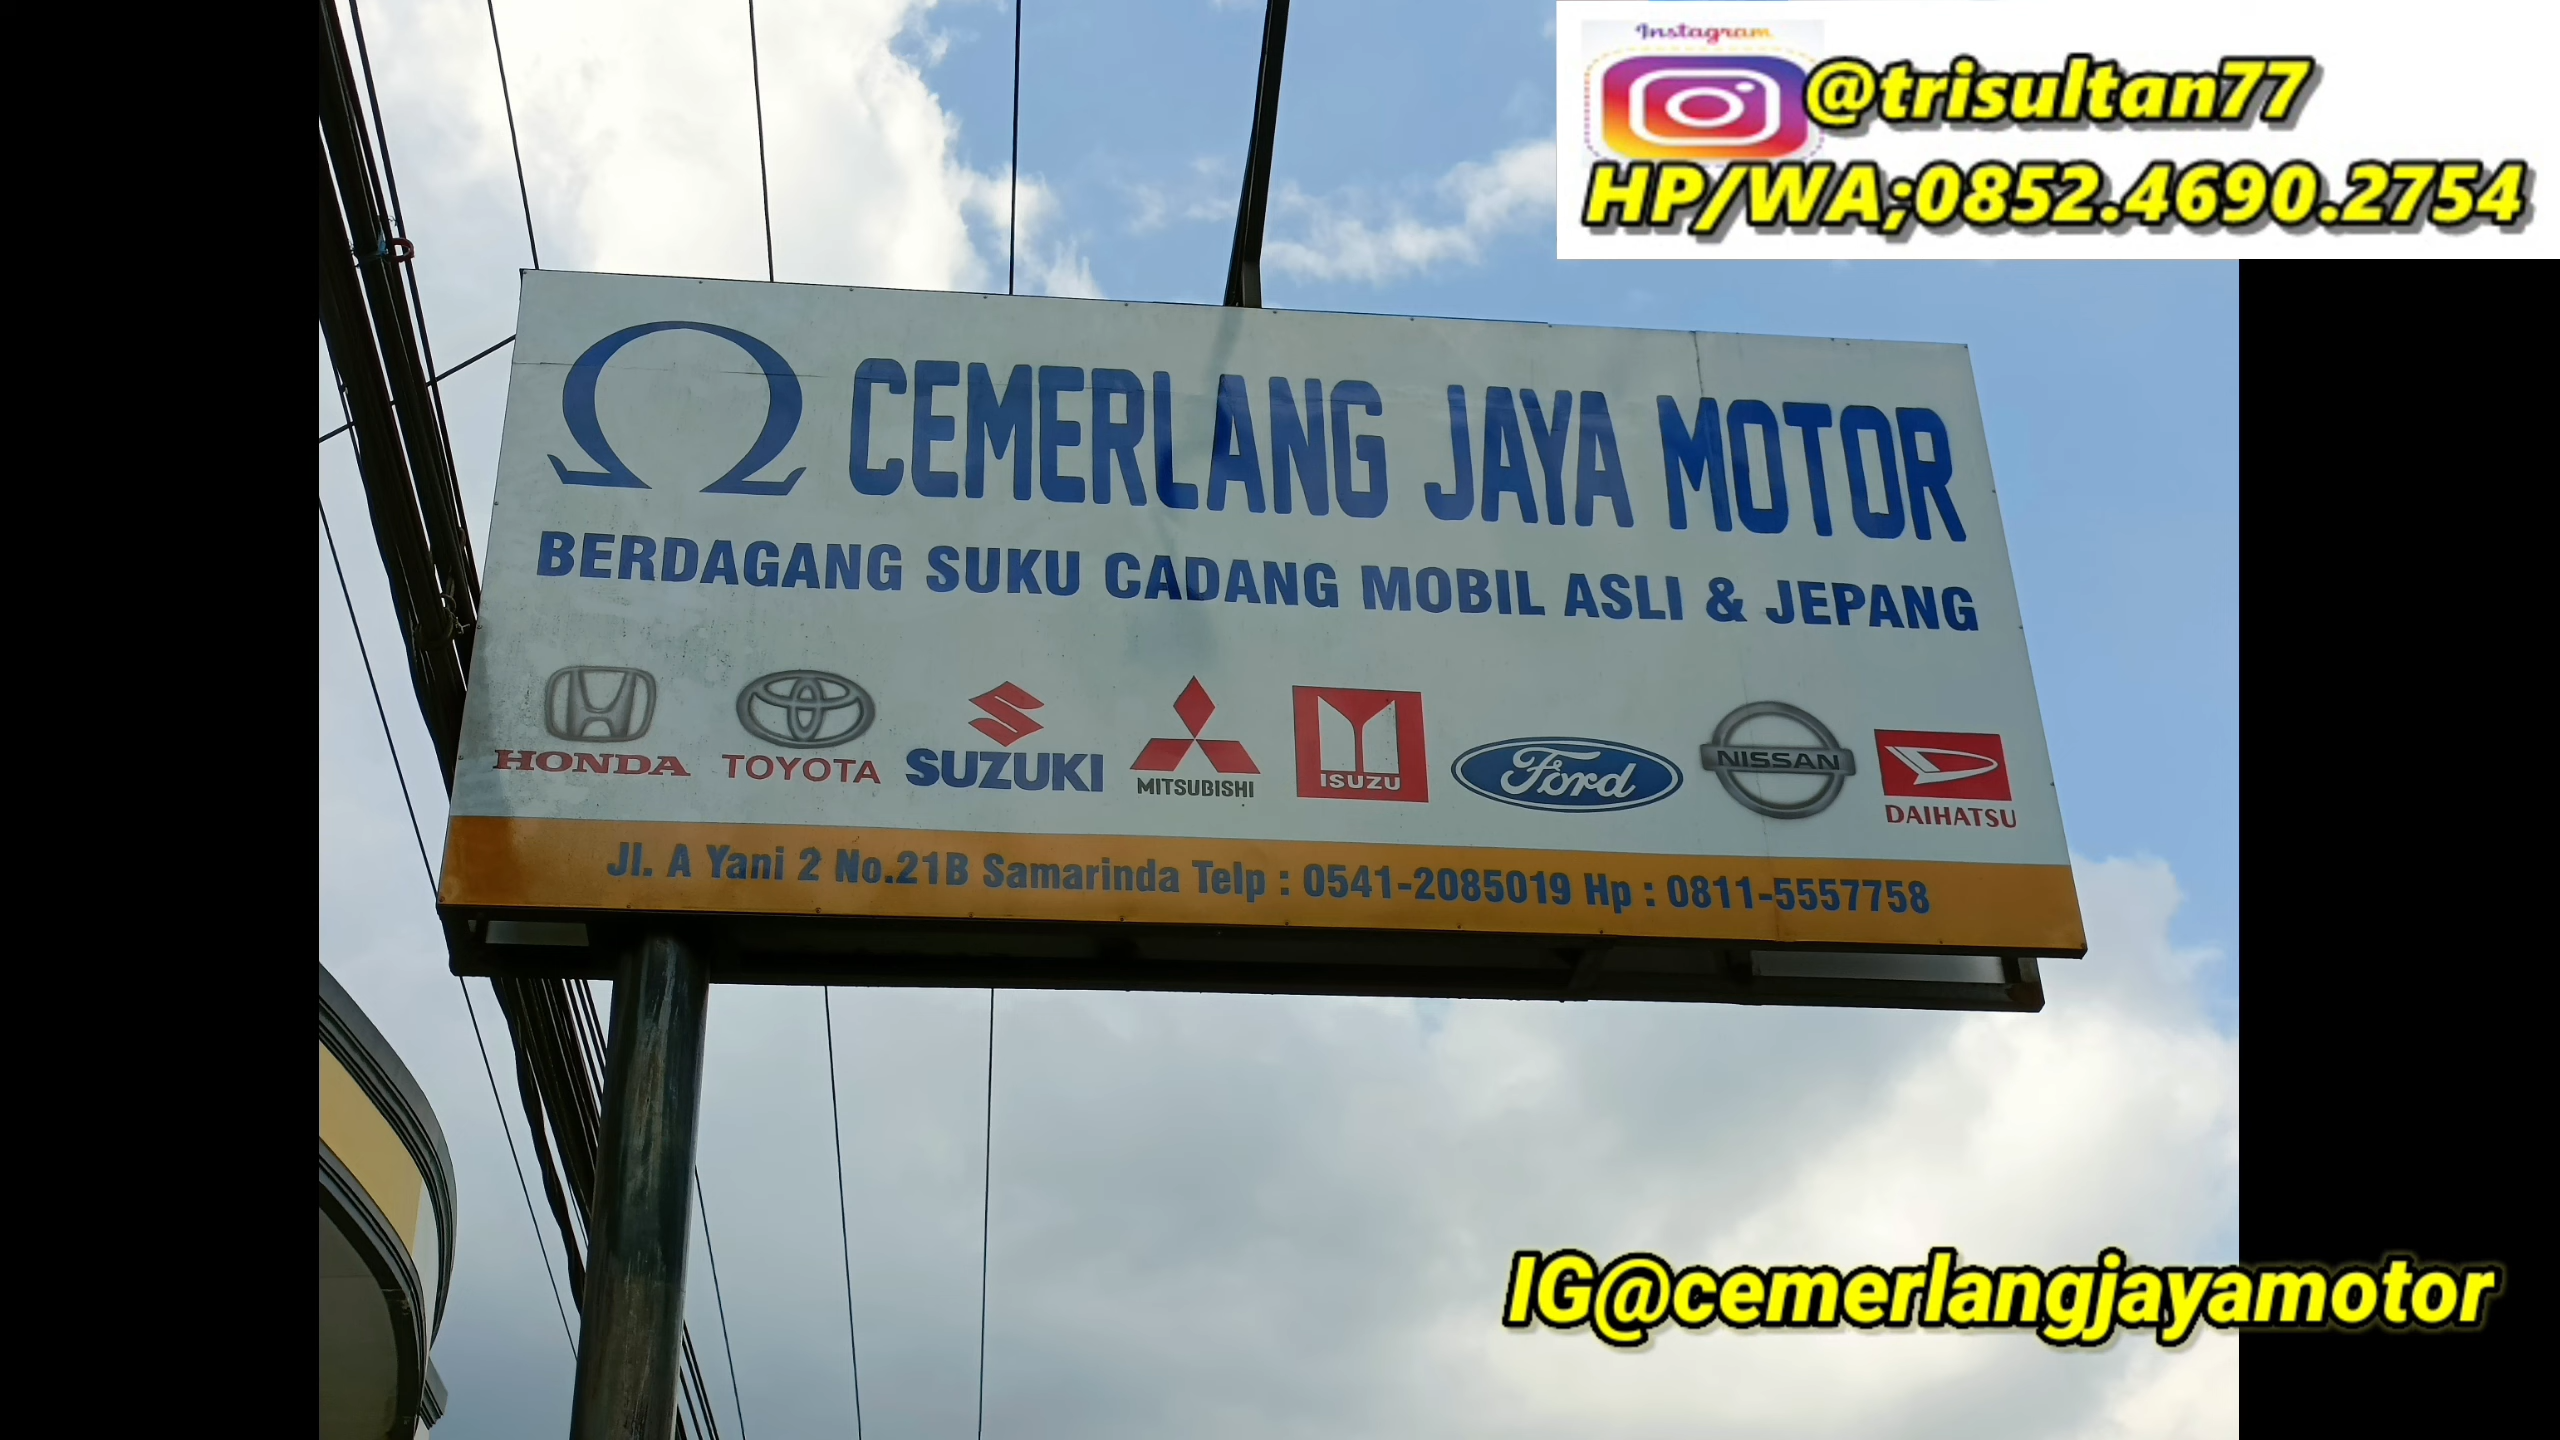 Instagram
@trisultan77
HP/WA;0852.4690.2754
Ω CEMERLANG JAYA MOTOR
BERDAGANG SUKU CADANG MOBIL ASLI & JEPANG
HONDA TOYOTA SUZUKI MITSUBISHI ISUZU Ford NISSAN DAIHATSU
Jl. A Yani 2 No.21B Samarinda Telp : 0541-2085019 Hp : 0811-5557758
IG@cemerlangjayamotor